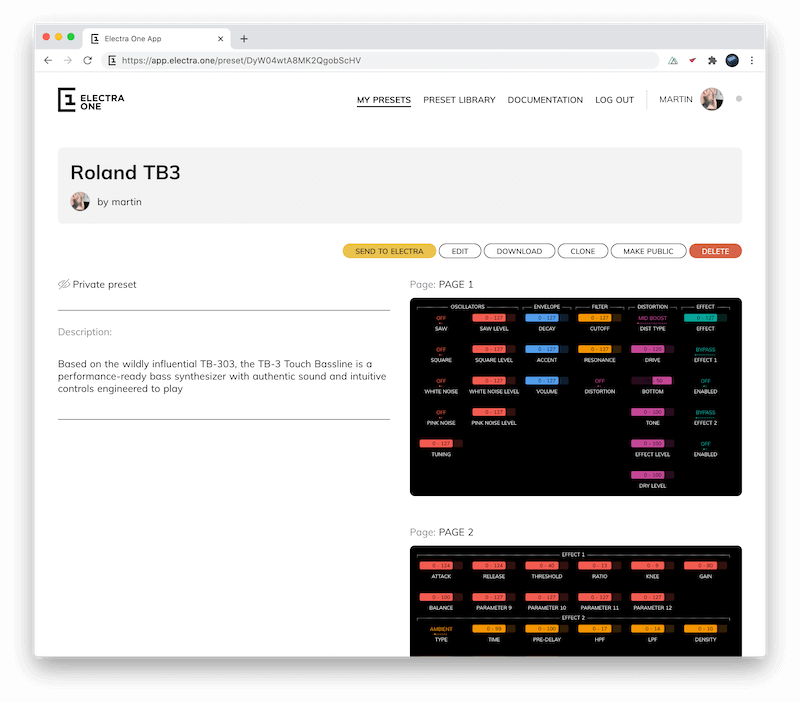 Electra One App
https://app.electra.one/preset/DyW04wtA8MK2QgobScHV
ELECTRA
ONE
MY PRESETS PRESET LIBRARY DOCUMENTATION LOG OUT MARTIN
Roland TB3
by martin
SEND TO ELECTRA EDIT DOWNLOAD CLONE MAKE PUBLIC DELETE
Private preset
Description:
Based on the wildly influential TB-303, the TB-3 Touch Bassline is a
performance-ready bass synthesizer with authentic sound and intuitive
controls engineered to play
Page: PAGE 1
OSCILLATORS ENVELOPE FILTER DISTORTION EFFECT
OFF 0 - 127 0 - 127 0 - 127 MID BOOST 0 - 127
SAW SAW LEVEL DECAY CUTOFF DIST TYPE EFFECT
OFF 0 - 127 0 - 127 0 - 127 0 - 120 BYPASS
SQUARE SQUARE LEVEL ACCENT RESONANCE DRIVE EFFECT 1
OFF 0 - 127 0 - 127 OFF 50 OFF
WHITE NOISE WHITE NOISE LEVEL VOLUME DISTORTION BOTTOM ENABLED
OFF 0 - 117 0 - 100 BYPASS
PINK NOISE PINK NOISE LEVEL TONE EFFECT 2
0 - 127 0 - 100 OFF
TUNING EFFECT LEVEL ENABLED
0 - 100
DRY LEVEL
Page: PAGE 2
EFFECT 1
0 - 124 0 - 124 0 - 40 0 - 13 0 - 9
ATTACK RELEASE THRESHOLD RATIO KNEE GAIN
0 - 100 0 - 127 0 - 127 0 - 127 0 - 127
BALANCE PARAMETER 9 PARAMETER 10 PARAMETER 11 PARAMETER 12
EFFECT 2
AMBIENT 0 - 99 0 - 100 0 - 17 0 - 14 0 - 10
TYPE TIME PRE-DELAY HPF LPF DENSITY